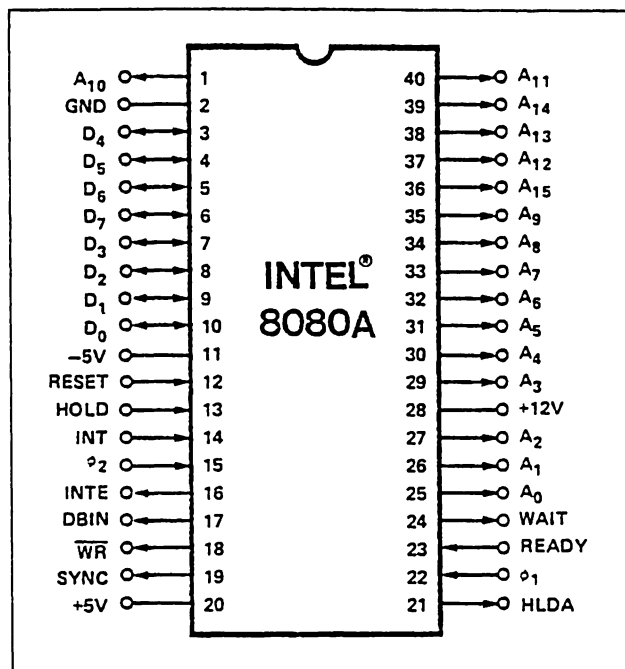 A10 1 40 A11
GND 2 39 A14
D4 3 38 A13
D5 4 37 A12
D6 5 36 A15
D7 6 35 A9
D3 7 34 A8
D2 8 33 A7
D1 9 32 A6
D0 10 31 A5
–5V 11 30 A4
RESET 12 29 A3
HOLD 13 28 +12V
INT 14 27 A2
φ2 15 26 A1
INTE 16 25 A0
DBIN 17 24 WAIT
W̅R̅ 18 23 READY
SYNC 19 22 φ1
+5V 20 21 HLDA
INTEL®
8080A